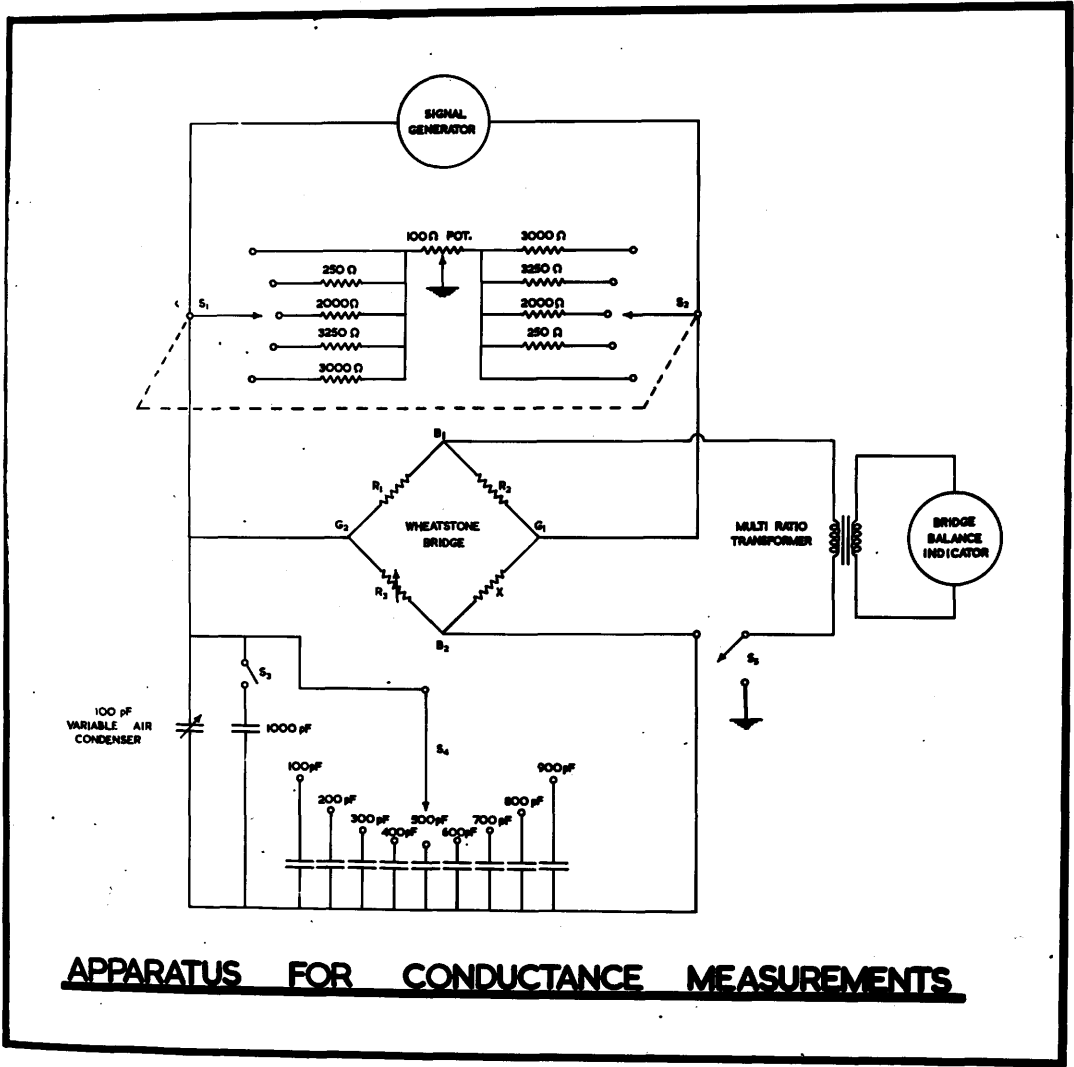 SIGNAL
GENERATOR
100Ω POT.
3000 Ω
250 Ω
3250 Ω
S₁
2000 Ω
2000 Ω
S₂
3250 Ω
250 Ω
3000 Ω
B₁
R₁
R₂
G₂
WHEATSTONE
BRIDGE
G₁
MULTI RATIO
TRANSFORMER
BRIDGE
BALANCE
INDICATOR
R₃
X
B₂
S₃
S₅
100 pF
VARIABLE AIR
CONDENSER
1000 pF
S₄
100pF
200 pF
300 pF
400pF
500pF
600pF
700 pF
800 pF
900pF
APPARATUS FOR CONDUCTANCE MEASUREMENTS